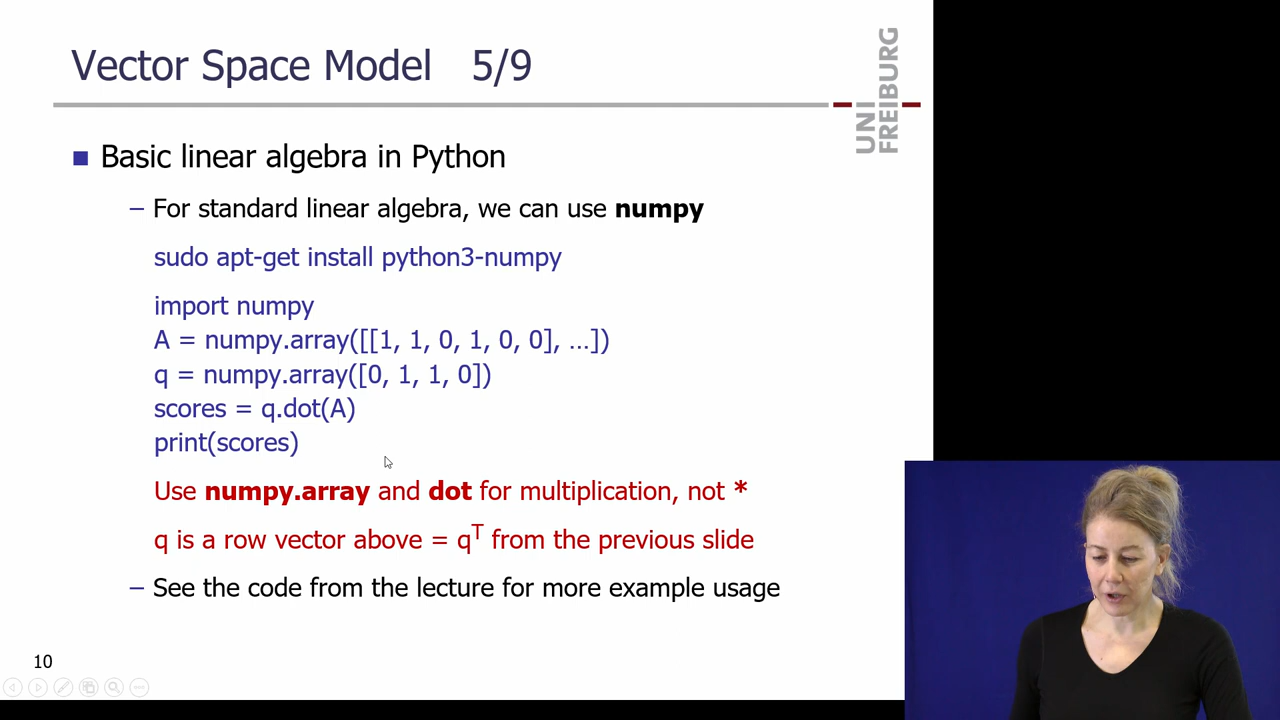 Vector Space Model 5/9
UNI
FREIBURG
■ Basic linear algebra in Python
– For standard linear algebra, we can use numpy
sudo apt-get install python3-numpy
import numpy
A = numpy.array([[1, 1, 0, 1, 0, 0], …])
q = numpy.array([0, 1, 1, 0])
scores = q.dot(A)
print(scores)
Use numpy.array and dot for multiplication, not *
q is a row vector above = qᵀ from the previous slide
– See the code from the lecture for more example usage
10